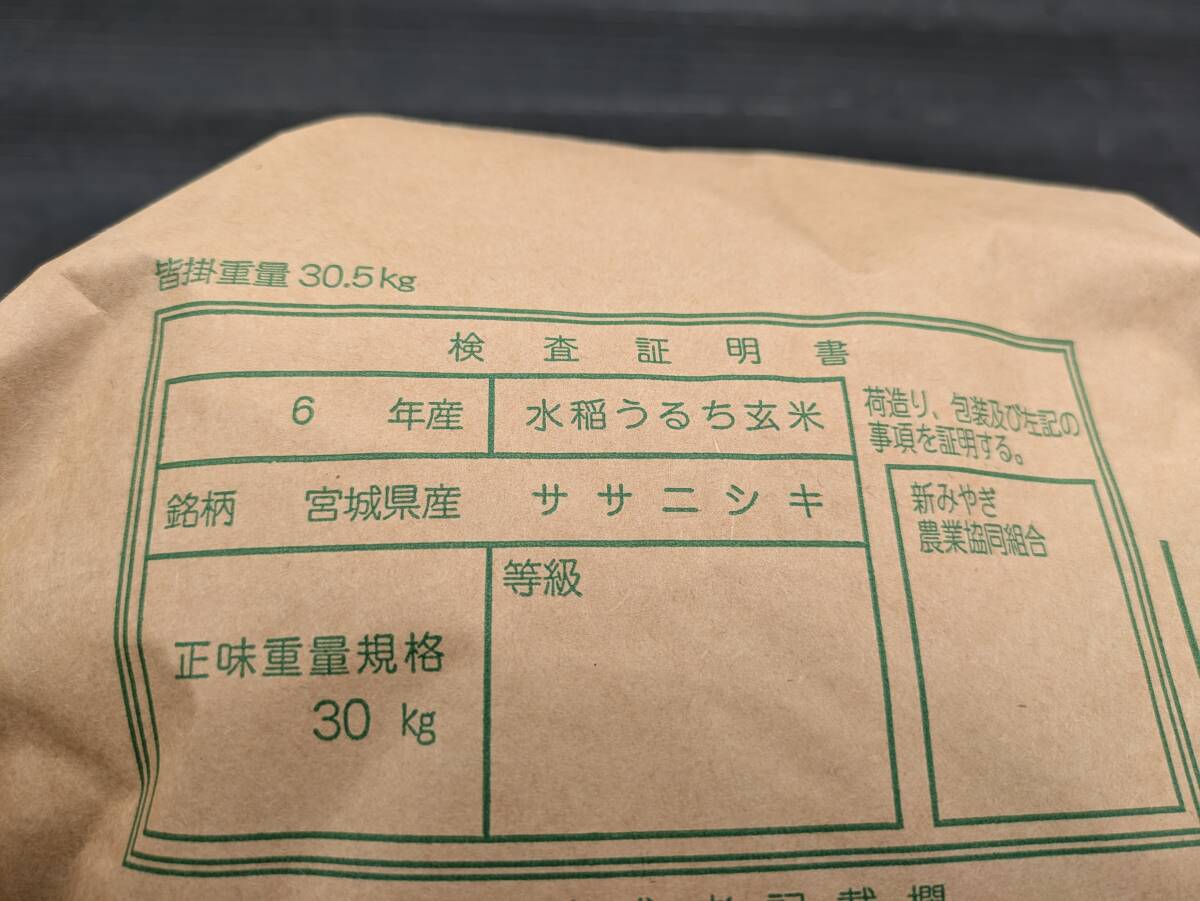 皆掛重量 30.5kg
検査証明書
6 年産
水稲うるち玄米
銘柄 宮城県産 ササニシキ
正味重量規格
30 kg
等級
荷造り、包装及び左記の
事項を証明する。
新みやぎ
農業協同組合
記載欄